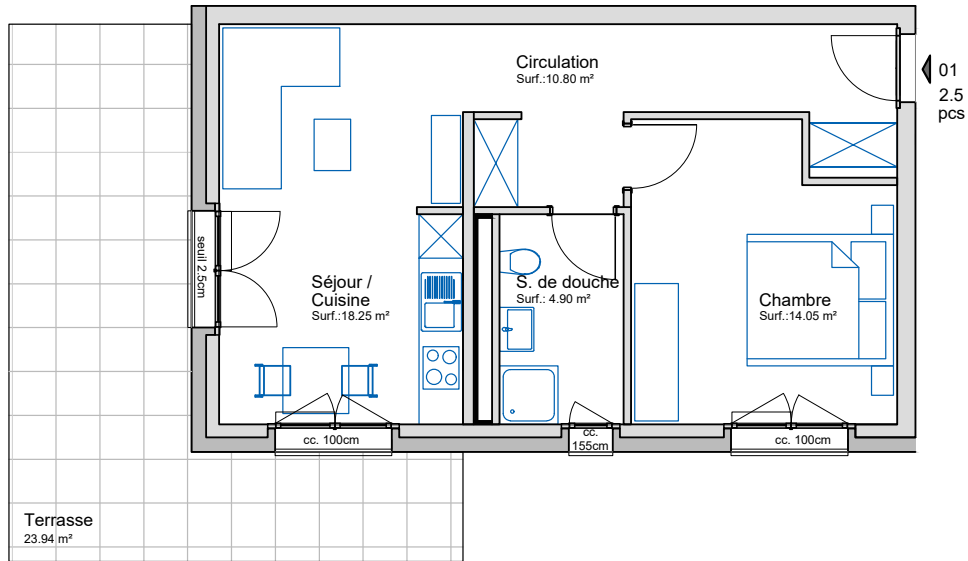 Circulation
Surf.:10.80 m²
01
2.5
pcs
seuil 2.5cm
Séjour /
Cuisine
Surf.:18.25 m²
S. de douche
Surf.: 4.90 m²
Chambre
Surf.:14.05 m²
cc. 100cm
cc.
155cm
cc. 100cm
Terrasse
23.94 m²